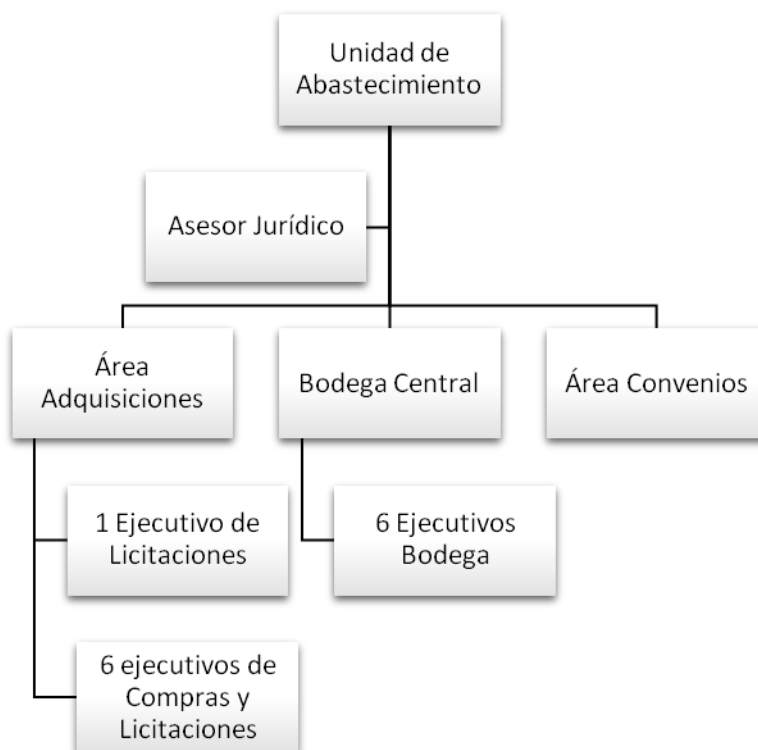 Unidad de
Abastecimiento
Asesor Jurídico
Área
Adquisiciones
Bodega Central
Área Convenios
1 Ejecutivo de
Licitaciones
6 Ejecutivos
Bodega
6 ejecutivos de
Compras y
Licitaciones